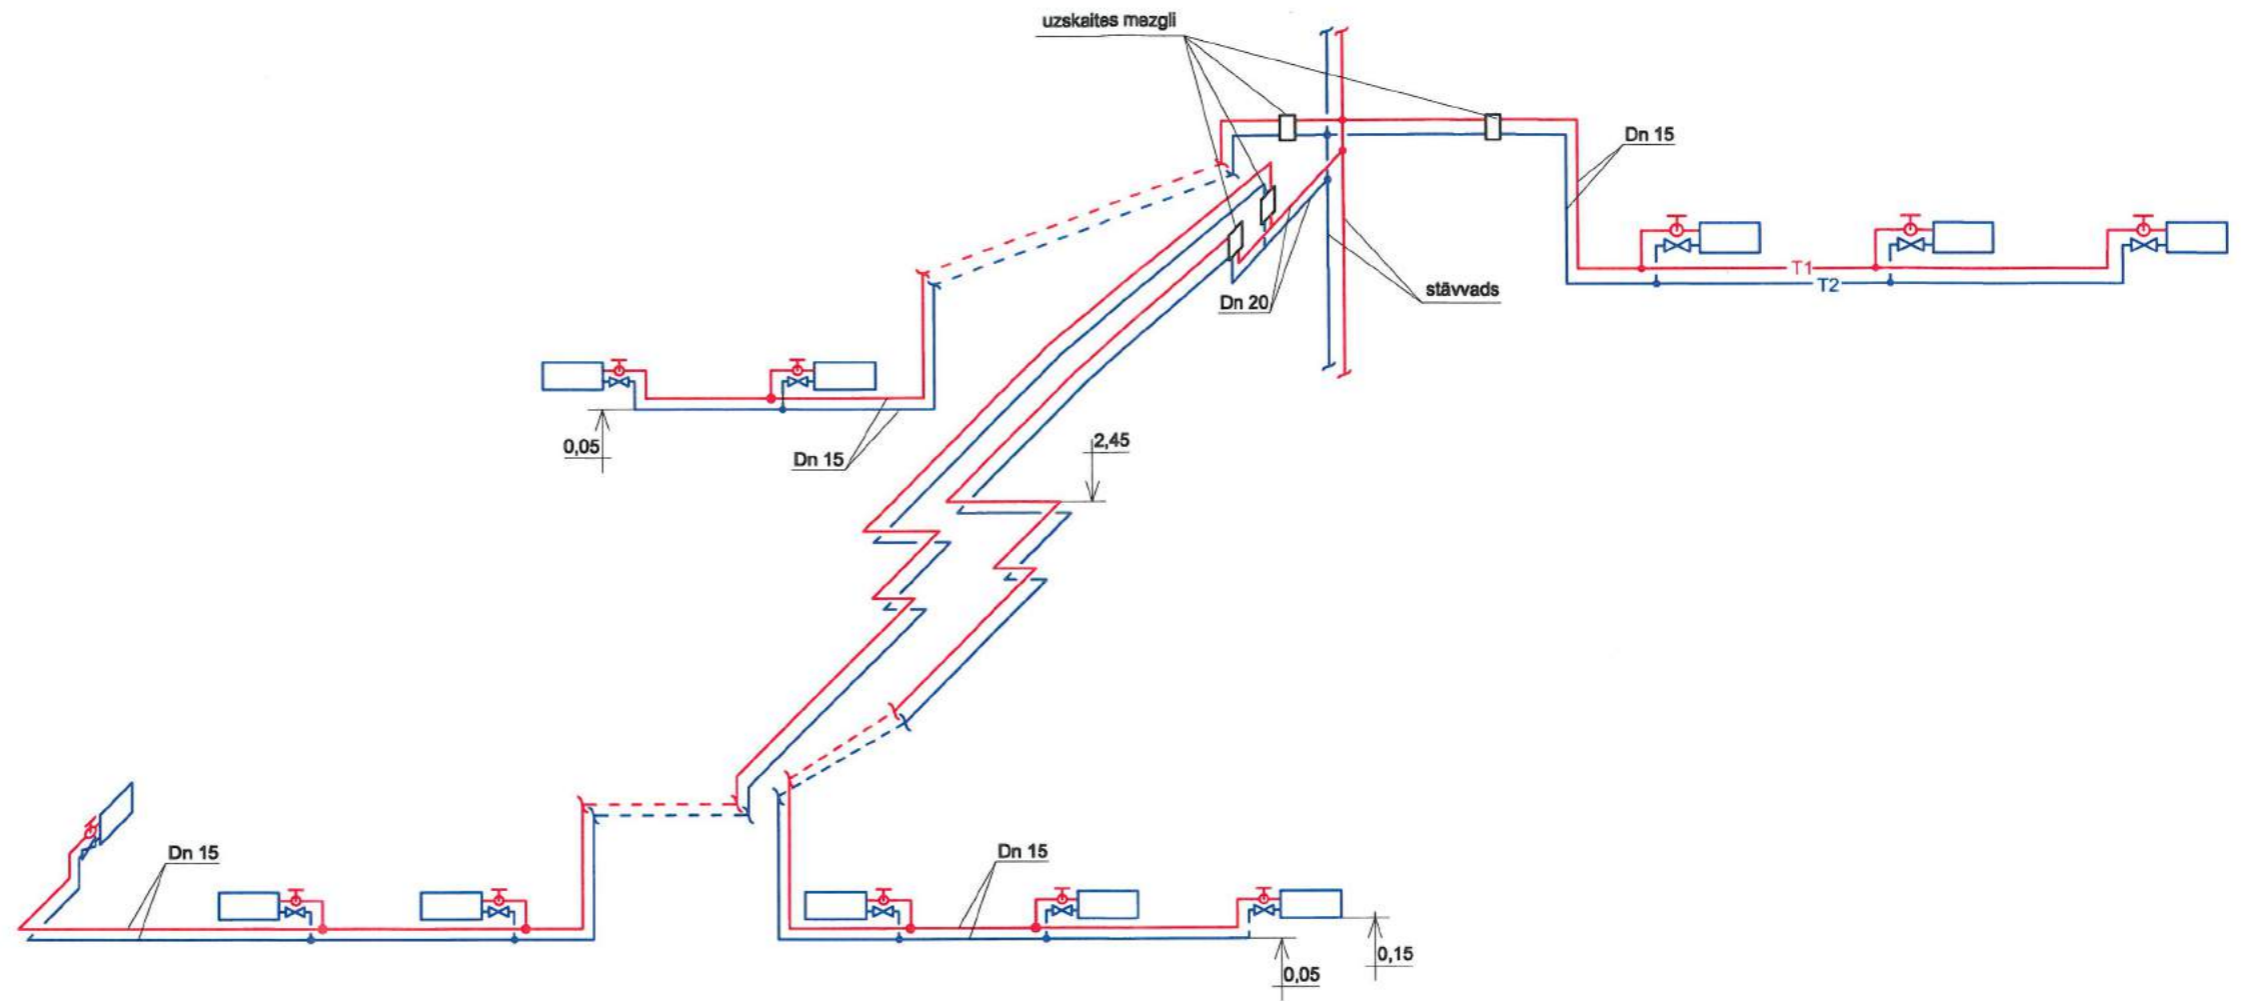 uzskaites mezgli
Dn 15
T1
T2
stāvvads
Dn 20
0,05
Dn 15
2,45
Dn 15
Dn 15
0,15
0,05